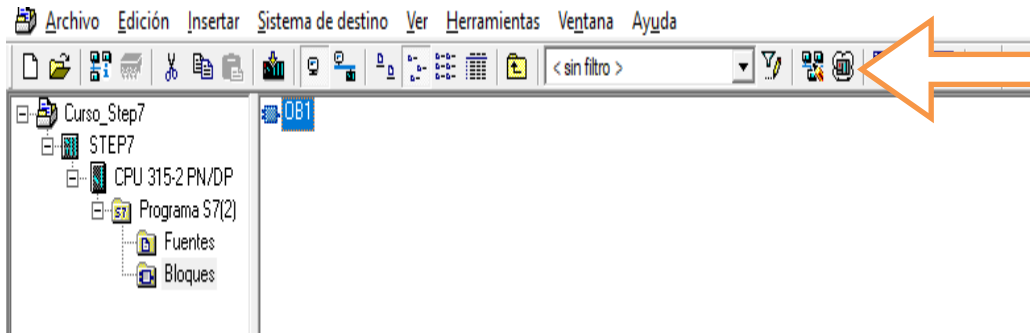 Archivo Edición Insertar Sistema de destino Ver Herramientas Ventana Ayuda
< sin filtro >
Curso_Step7
STEP7
CPU 315-2 PN/DP
Programa S7(2)
Fuentes
Bloques
OB1